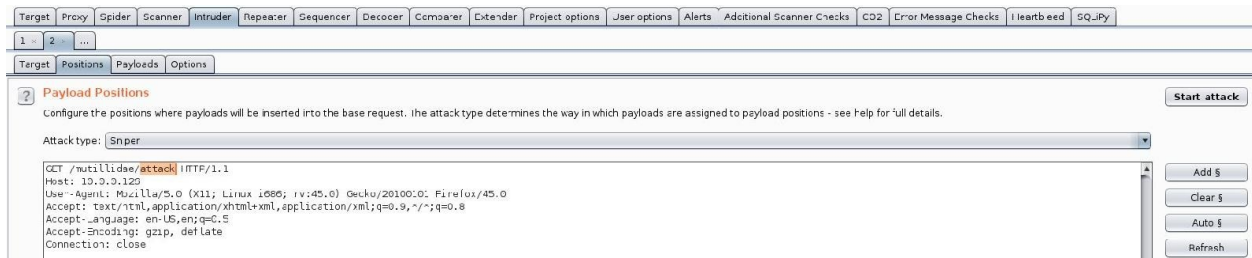 Target Proxy Spider Scanner Intruder Repeater Sequencer Decoder Comparer Extender Project options User options Alerts Additional Scanner Checks CO2 Error Message Checks Heartbleed SQLiPy
1 × 2 × ...
Target Positions Payloads Options
? Payload Positions
Start attack
Configure the positions where payloads will be inserted into the base request. The attack type determines the way in which payloads are assigned to payload positions - see help for full details.
Attack type: Sniper
GET /mutillidae/attack HTTP/1.1
Host: 10.0.0.129
User-Agent: Mozilla/5.0 (X11; Linux i686; rv:45.0) Gecko/20100101 Firefox/45.0
Accept: text/html,application/xhtml+xml,application/xml;q=0.9,*/*;q=0.8
Accept-Language: en-US,en;q=0.5
Accept-Encoding: gzip, deflate
Connection: close
Add §
Clear §
Auto §
Refresh